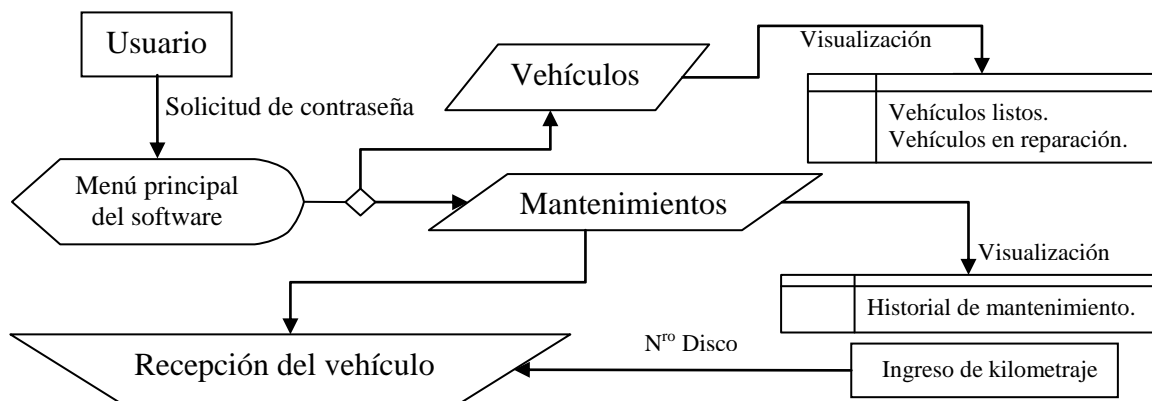 Usuario
Solicitud de contraseña
Menú principal
del software
Vehículos
Visualización
Vehículos listos.
Vehículos en reparación.
Mantenimientos
Visualización
Historial de mantenimiento.
Recepción del vehículo
Nro Disco
Ingreso de kilometraje